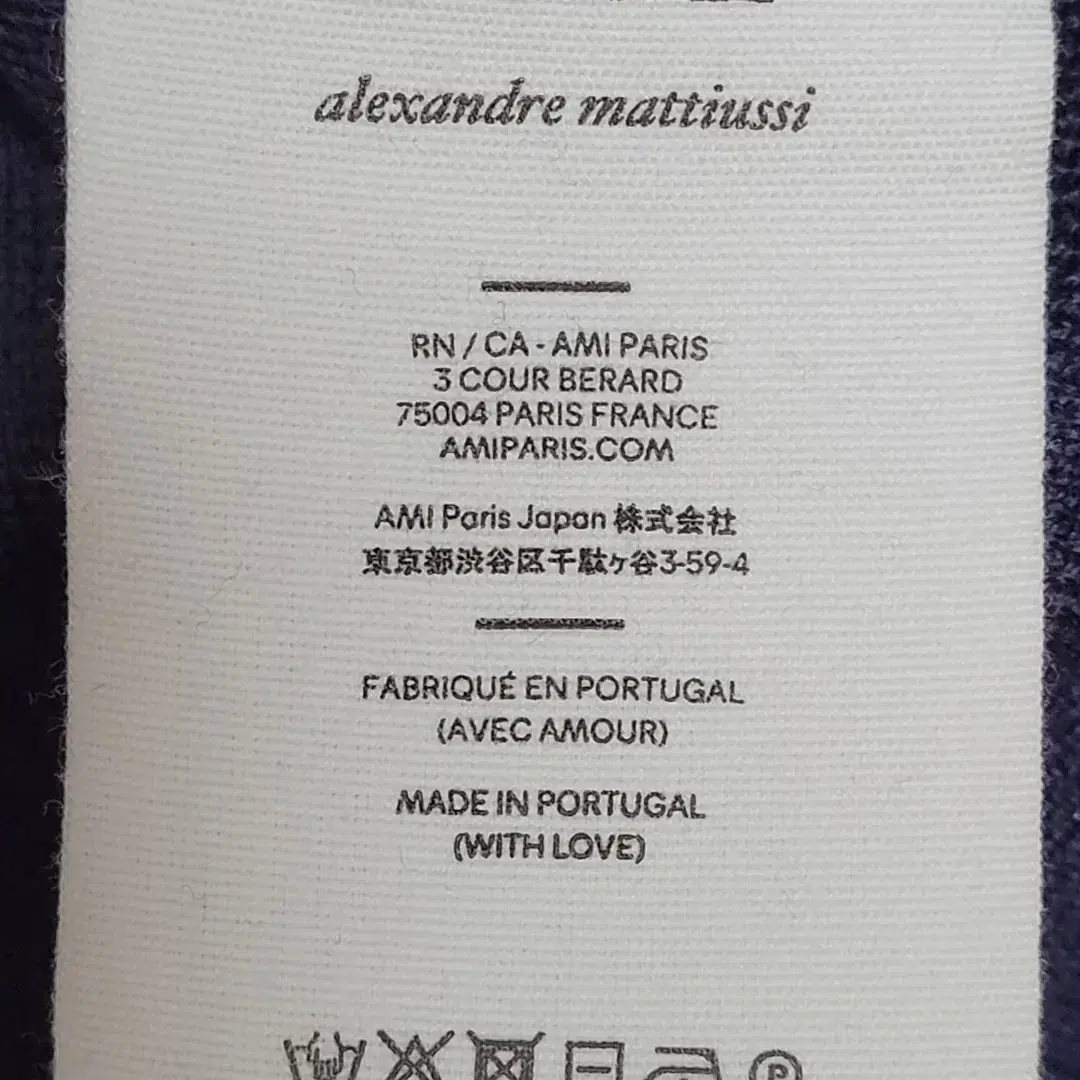 alexandre mattiussi
RN / CA - AMI PARIS
3 COUR BERARD
75004 PARIS FRANCE
AMIPARIS.COM
AMI Paris Japan 株式会社
東京都渋谷区千駄ヶ谷3-59-4
FABRIQUÉ EN PORTUGAL
(AVEC AMOUR)
MADE IN PORTUGAL
(WITH LOVE)
P